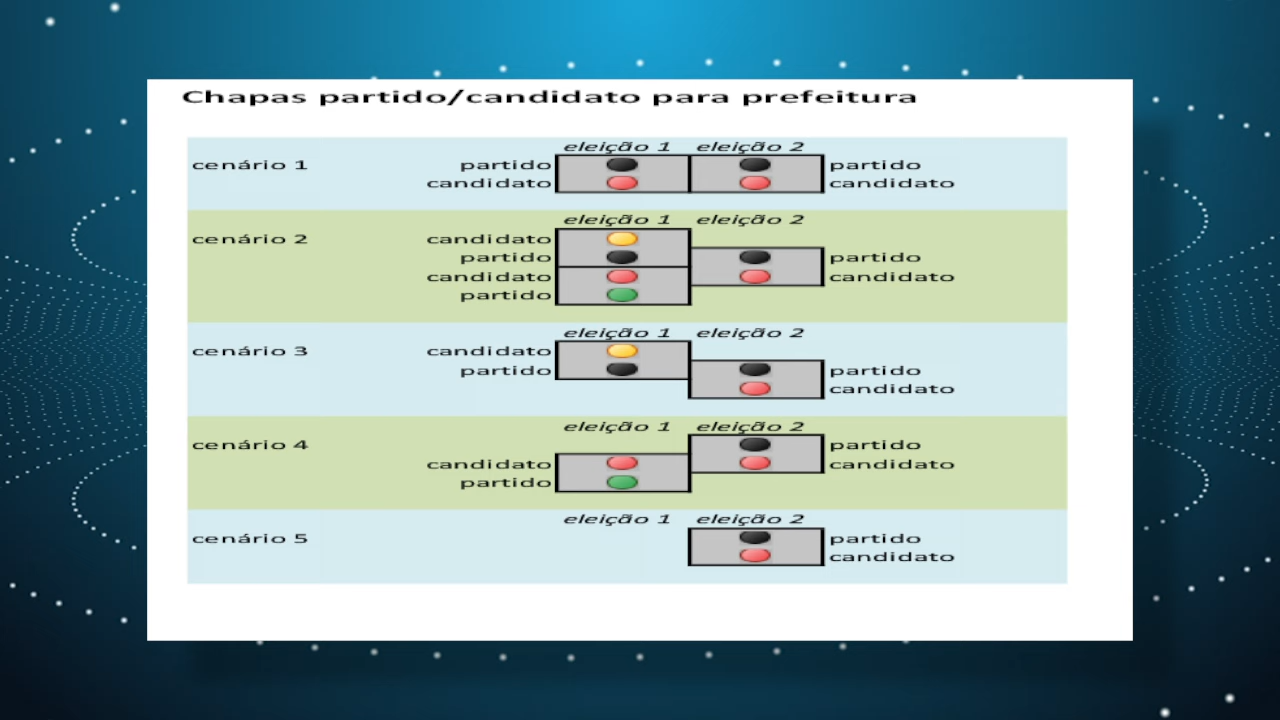 Chapas partido/candidato para prefeitura
eleição 1 eleição 2
cenário 1 partido partido
candidato candidato
eleição 1 eleição 2
cenário 2 candidato
partido partido
candidato candidato
partido
eleição 1 eleição 2
cenário 3 candidato
partido partido
candidato
eleição 1 eleição 2
cenário 4 partido
candidato candidato
partido
eleição 1 eleição 2
cenário 5 partido
candidato